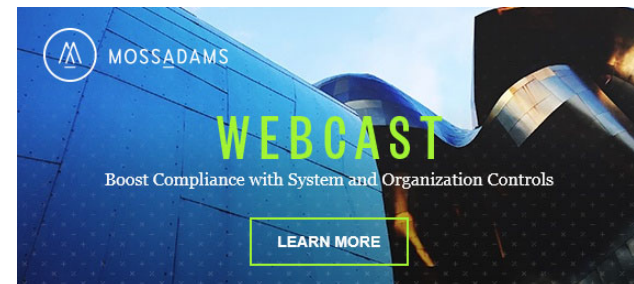 MOSSADAMS
WEBCAST
Boost Compliance with System and Organization Controls
LEARN MORE